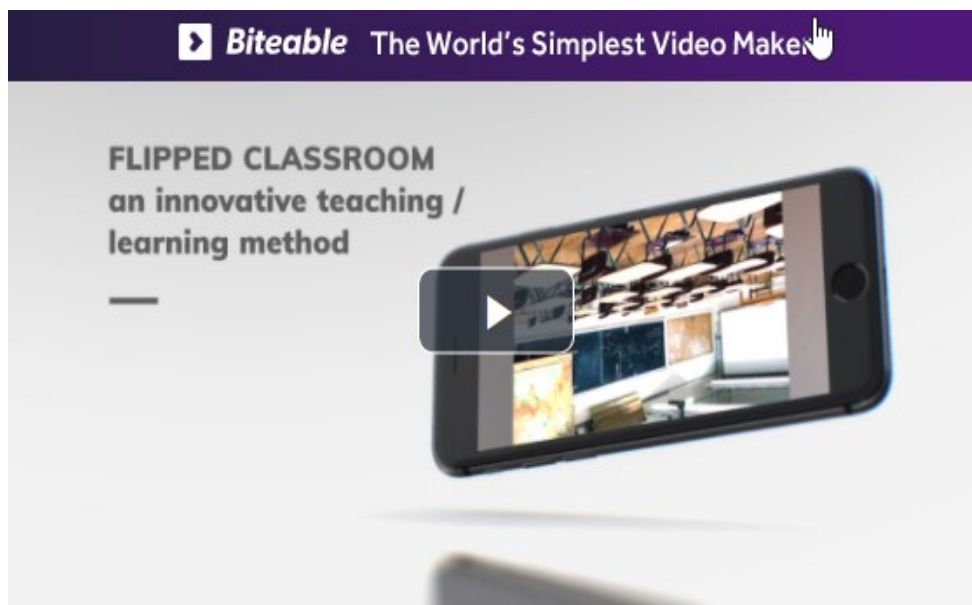 Biteable The World's Simplest Video Maker
FLIPPED CLASSROOM
an innovative teaching /
learning method